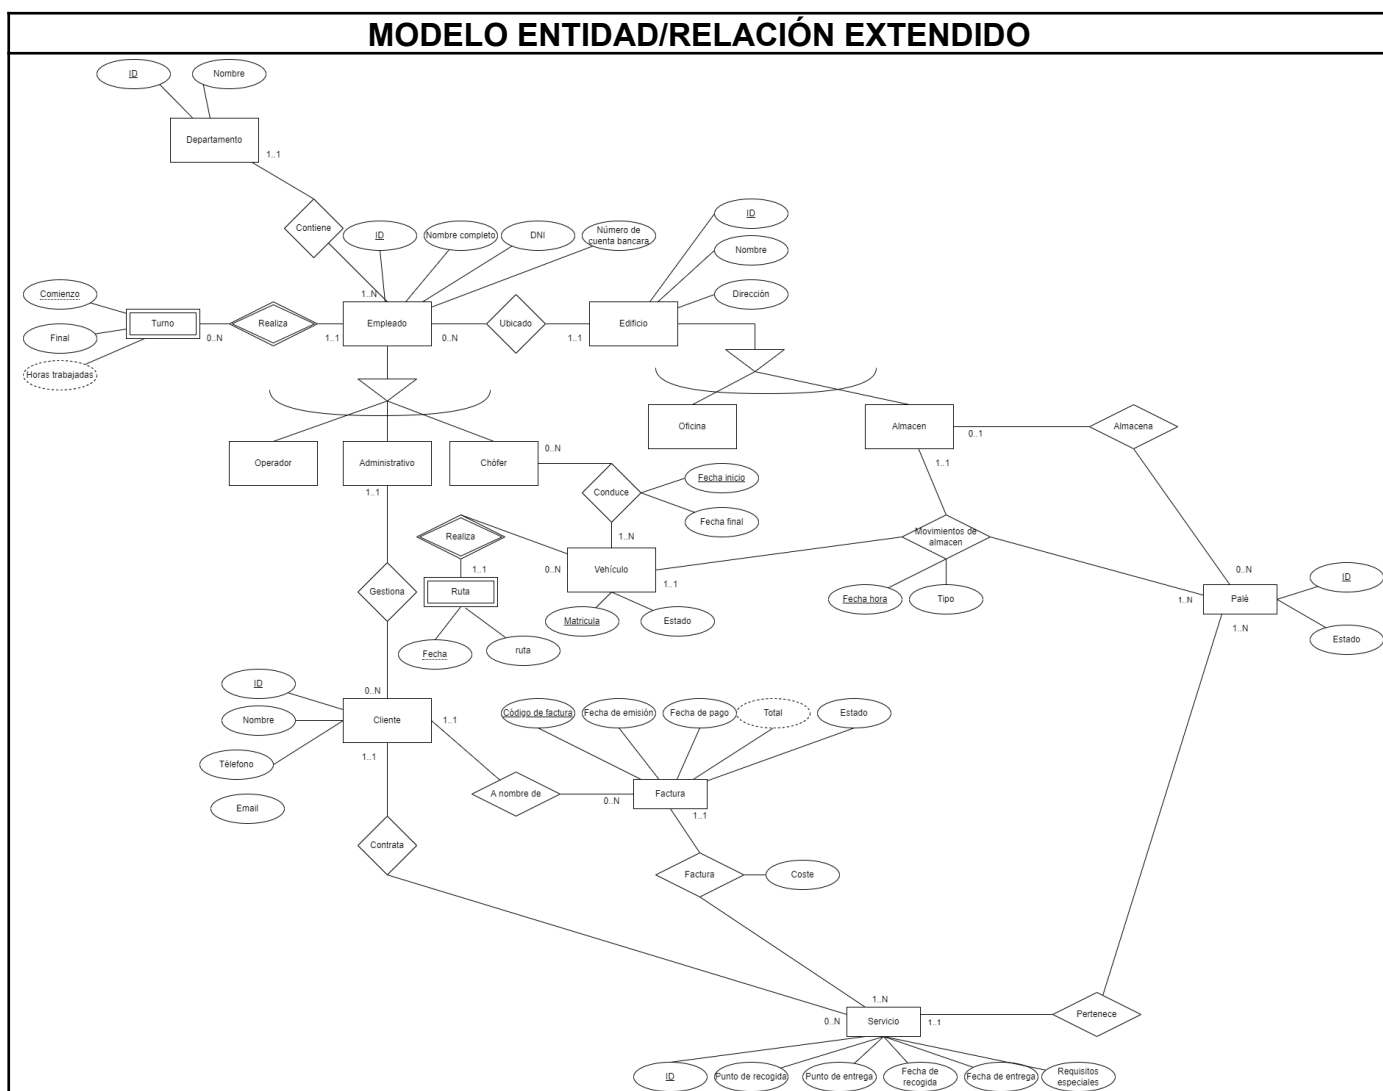 MODELO ENTIDAD/RELACIÓN EXTENDIDO
ID
Nombre
Departamento
1..1
Contiene
ID
Nombre completo
DNI
Número de
cuenta bancara
ID
Nombre
Dirección
Comienzo
Final
Horas trabajadas
Turno
0..N
Realiza
1..1
1..N
Empleado
0..N
Ubicado
1..1
Edificio
Operador
Administrativo
1..1
Chófer
0..N
Oficina
Almacen
0..1
1..1
Almacena
Conduce
Fecha inicio
Fecha final
1..N
Realiza
1..1
Ruta
Fecha
ruta
0..N
Vehículo
1..1
Matricula
Estado
Movimientos de
almacen
Fecha hora
Tipo
0..N
1..N
Palé
1..N
ID
Estado
Gestiona
0..N
ID
Nombre
Télefono
Email
Cliente
1..1
1..1
A nombre de
0..N
Código de factura
Fecha de emisión
Fecha de pago
Total
Estado
Factura
1..1
Contrata
Factura
Coste
1..N
0..N
Servicio
1..1
Pertenece
ID
Punto de recogida
Punto de entrega
Fecha de
recogida
Fecha de entrega
Requisitos
especiales